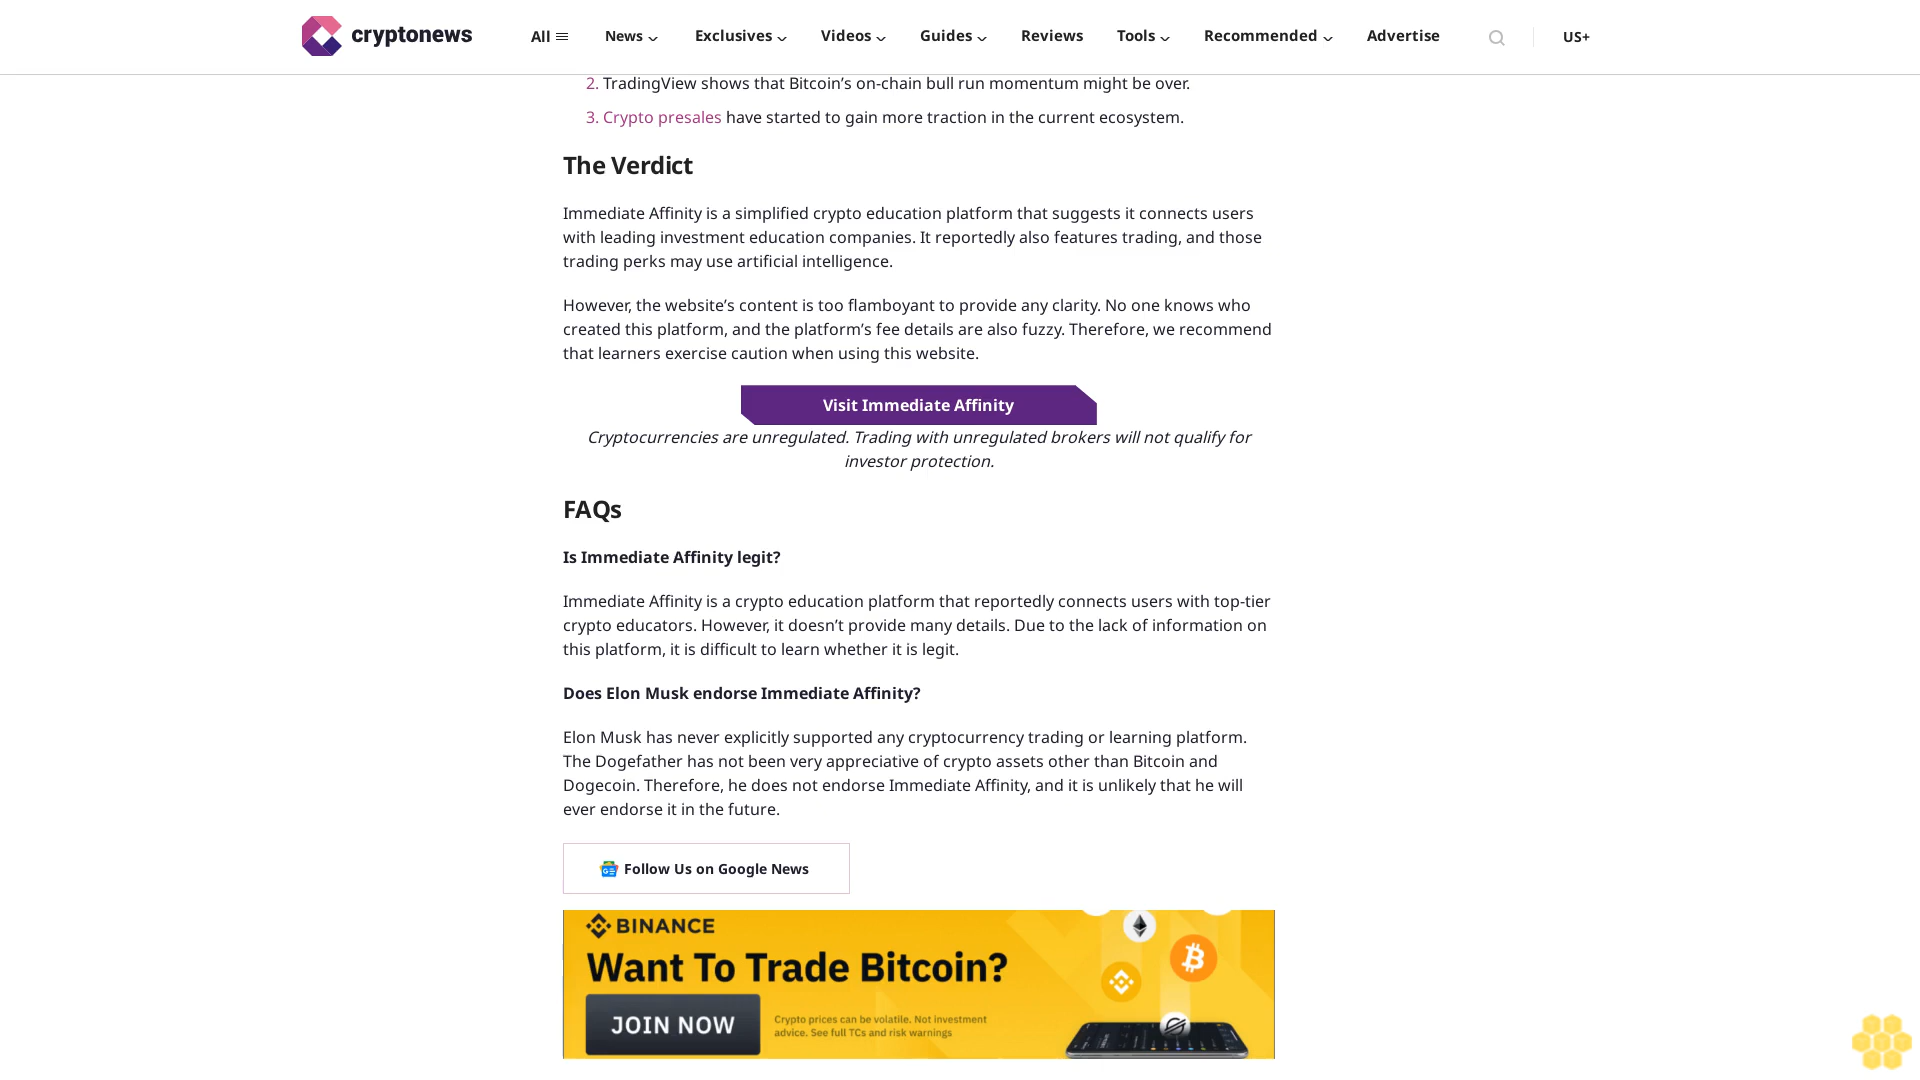 cryptonews All News Exclusives Videos Guides Reviews Tools Recommended Advertise US+
2. TradingView shows that Bitcoin’s on-chain bull run momentum might be over.
3. Crypto presales have started to gain more traction in the current ecosystem.
The Verdict
Immediate Affinity is a simplified crypto education platform that suggests it connects users
with leading investment education companies. It reportedly also features trading, and those
trading perks may use artificial intelligence.
However, the website’s content is too flamboyant to provide any clarity. No one knows who
created this platform, and the platform’s fee details are also fuzzy. Therefore, we recommend
that learners exercise caution when using this website.
Visit Immediate Affinity
Cryptocurrencies are unregulated. Trading with unregulated brokers will not qualify for
investor protection.
FAQs
Is Immediate Affinity legit?
Immediate Affinity is a crypto education platform that reportedly connects users with top-tier
crypto educators. However, it doesn’t provide many details. Due to the lack of information on
this platform, it is difficult to learn whether it is legit.
Does Elon Musk endorse Immediate Affinity?
Elon Musk has never explicitly supported any cryptocurrency trading or learning platform.
The Dogefather has not been very appreciative of crypto assets other than Bitcoin and
Dogecoin. Therefore, he does not endorse Immediate Affinity, and it is unlikely that he will
ever endorse it in the future.
Follow Us on Google News
BINANCE
Want To Trade Bitcoin?
JOIN NOW
Crypto prices can be volatile. Not investment
advice. See full TCs and risk warnings